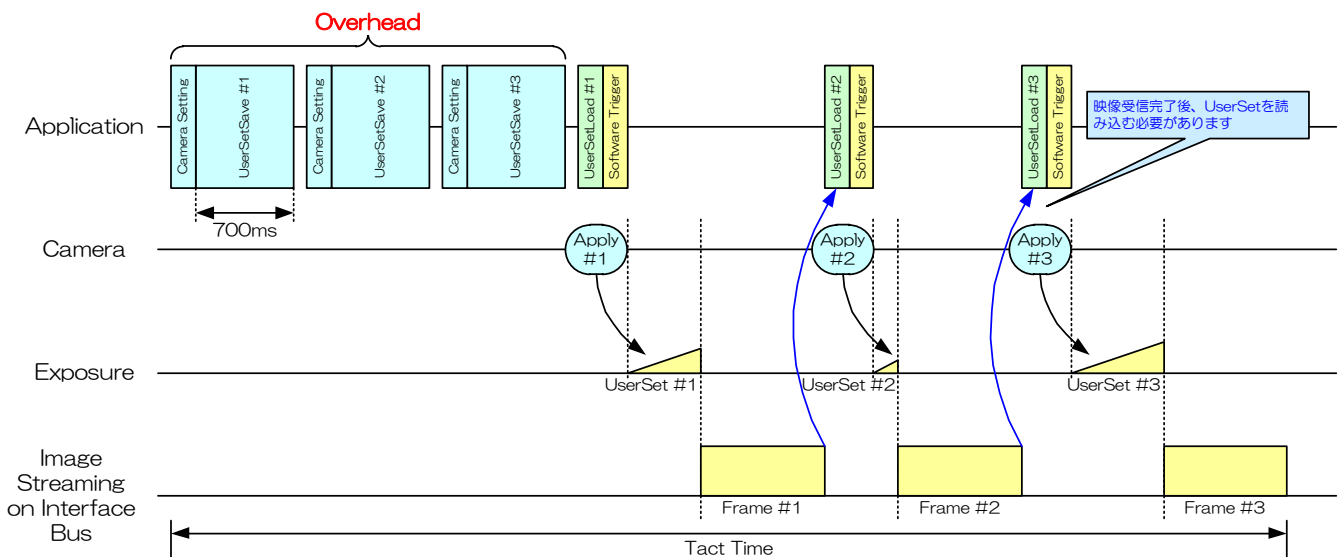 Overhead
Camera Setting
UserSetSave #1
Camera Setting
UserSetSave #2
Camera Setting
UserSetSave #3
UserSetLoad #1
Software Trigger
UserSetLoad #2
Software Trigger
UserSetLoad #3
Software Trigger
映像受信完了後、UserSetを読
み込む必要があります
Application
700ms
Camera
Apply
#1
Apply
#2
Apply
#3
Exposure
UserSet #1
UserSet #2
UserSet #3
Image
Streaming
on Interface
Bus
Frame #1
Frame #2
Frame #3
Tact Time